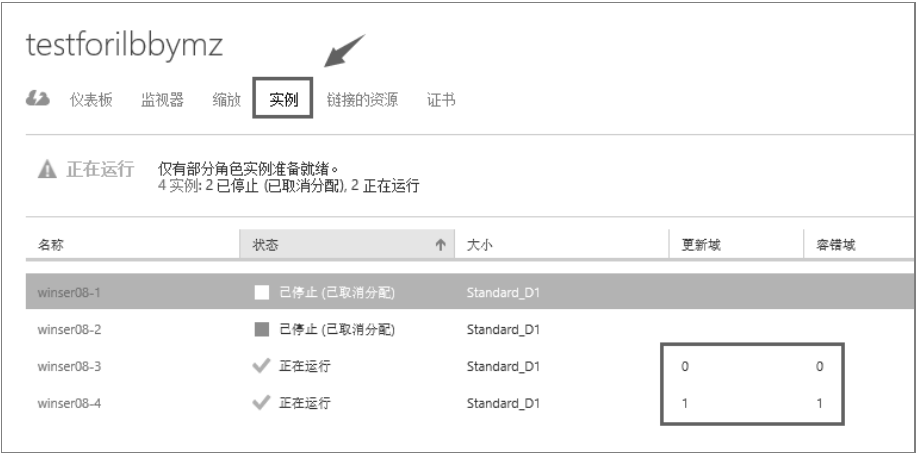 testforilbbymz
仪表板 监视器 缩放 实例 链接的资源 证书
正在运行 仅有部分角色实例准备就绪。
4 实例: 2 已停止 (已取消分配), 2 正在运行
名称 状态 大小 更新域 容错域
winser08-1 已停止 (已取消分配) Standard_D1
winser08-2 已停止 (已取消分配) Standard_D1
winser08-3 正在运行 Standard_D1 0 0
winser08-4 正在运行 Standard_D1 1 1